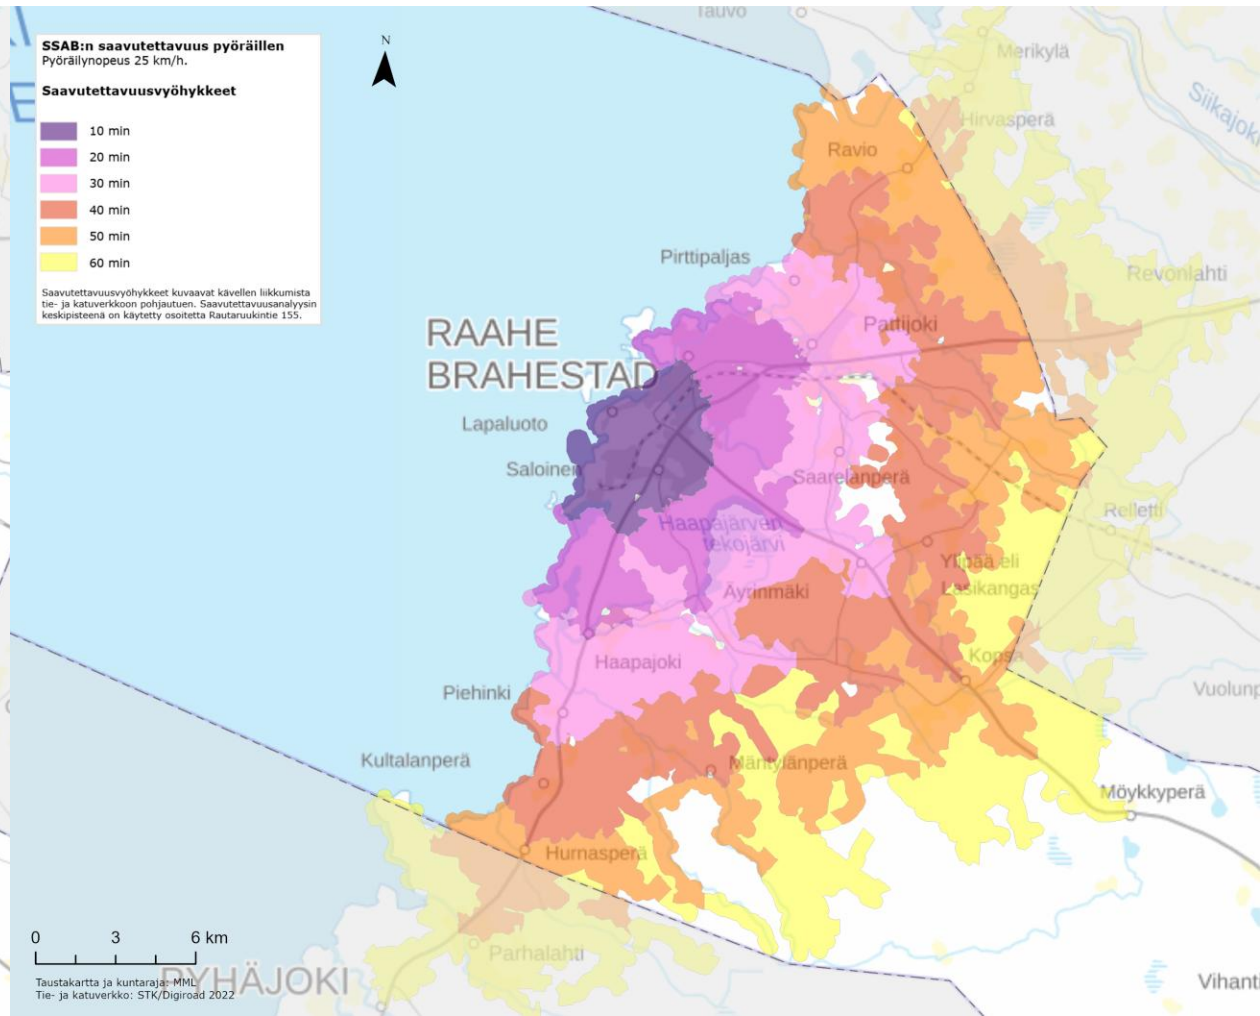 SSAB:n saavutettavuus pyöräillen
Pyöräilynopeus 25 km/h.
Saavutettavuusvyöhykkeet
10 min
20 min
30 min
40 min
50 min
60 min
Saavutettavuusvyöhykkeet kuvaavat kävellen liikkumista
tie- ja katuverkkoon pohjautuen. Saavutettavuusanalyysin
keskipisteenä on käytetty osoitetta Rautaruukintie 155.
N
Tauvo
Merikylä
Siikajoki
Hirvasperä
Ravio
Pirttipaljas
Revonlahti
RAAHE
Pattijoki
BRAHESTAD
Lapaluoto
Saloinen
Saarelanperä
Relletti
Haapajärven
tekojärvi
Ylipää eli
Lasikangas
Äyrinmäki
Kopsa
Haapajoki
Piehinki
Kultalanperä
Märitylänperä
Möykkyperä
Hurnasperä
Parhalahti
PYHÄJOKI
0 3 6 km
Taustakartta ja kuntaraja: MML
Tie- ja katuverkko: STK/Digiroad 2022